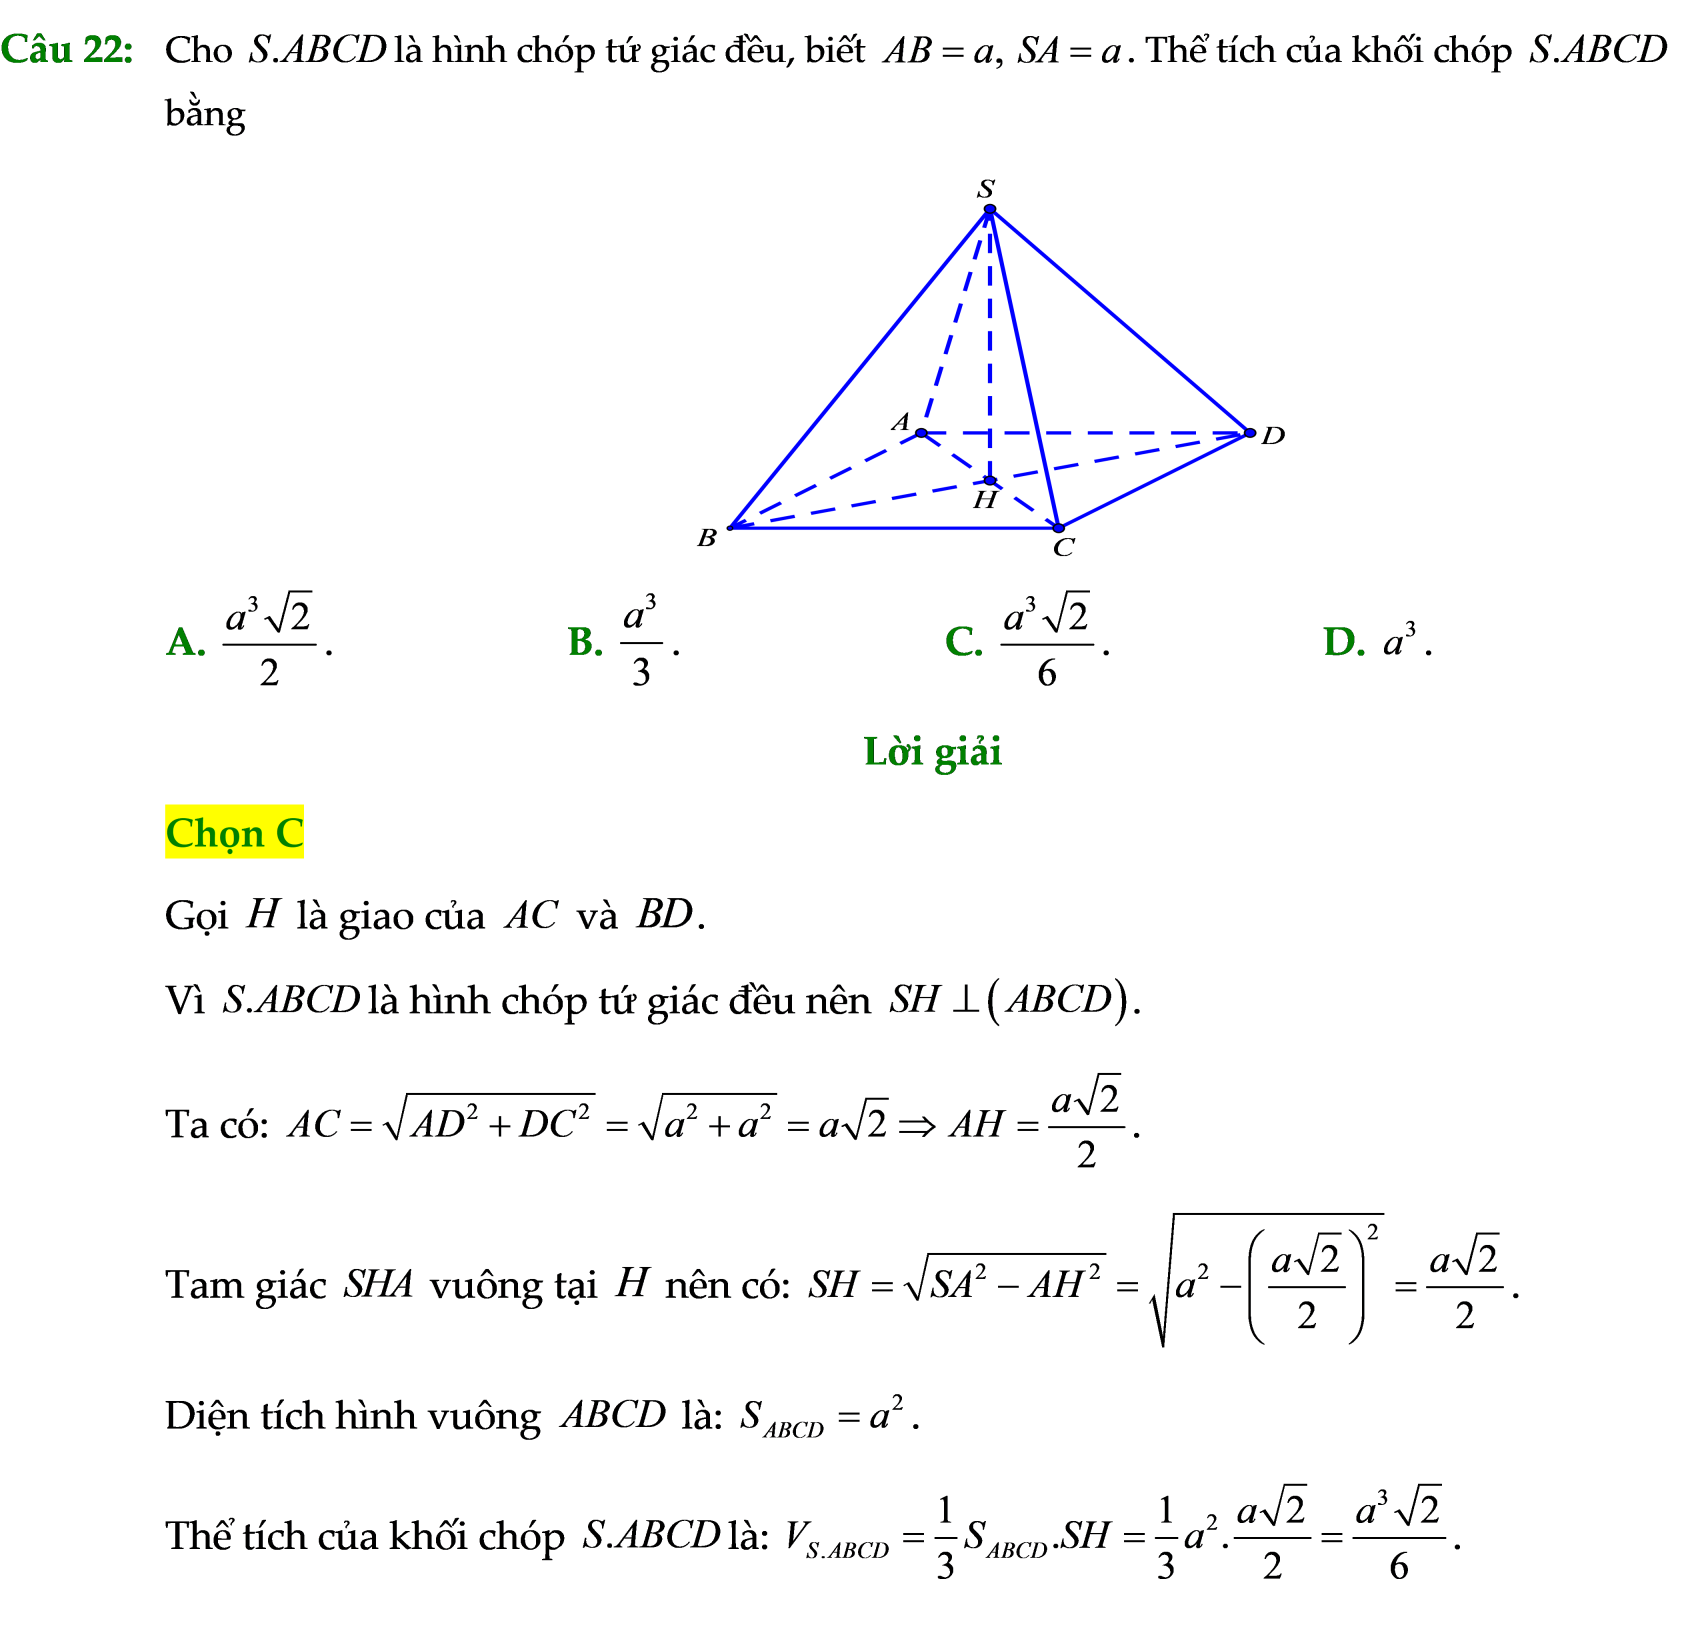 Câu 22: Cho S.ABCD là hình chóp tứ giác đều, biết AB = a, SA = a. Thể tích của khối chóp S.ABCD
bằng
S
A
D
H
B
C
A. \frac{a^3\sqrt{2}}{2}. B. \frac{a^3}{3}. C. \frac{a^3\sqrt{2}}{6}. D. a^3.
Lời giải
Chọn C
Gọi H là giao của AC và BD.
Vì S.ABCD là hình chóp tứ giác đều nên SH ⊥ (ABCD).
Ta có: AC = \sqrt{AD^2 + DC^2} = \sqrt{a^2 + a^2} = a\sqrt{2} ⇒ AH = \frac{a\sqrt{2}}{2}.
Tam giác SHA vuông tại H nên có: SH = \sqrt{SA^2 − AH^2} = \sqrt{a^2 − \left(\frac{a\sqrt{2}}{2}\right)^2} = \frac{a\sqrt{2}}{2}.
Diện tích hình vuông ABCD là: S_{ABCD} = a^2.
Thể tích của khối chóp S.ABCD là: V_{S.ABCD} = \frac{1}{3}S_{ABCD}.SH = \frac{1}{3}a^2.\frac{a\sqrt{2}}{2} = \frac{a^3\sqrt{2}}{6}.